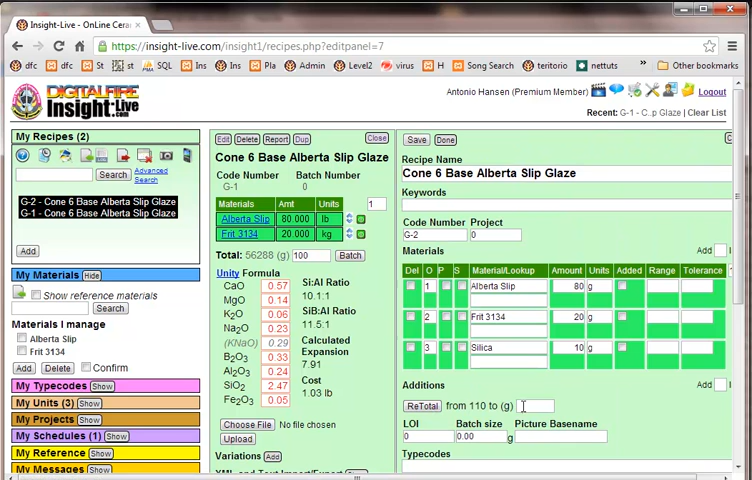 Insight-Live - OnLine Cerar
https://insight-live.com/insight1/recipes.php?editpanel=7
dfc SF St st SQL Ins Ins Pla Admin Level2 virus H Song Search teritorio nettuts » Other bookmarks
DIGITALFIRE
Insight-Live.com
Antonio Hansen (Premium Member) Logout
Recent: G-1 - C..p Glaze | Clear List
My Recipes (2)
Search Advanced Search
G-2 - Cone 6 Base Alberta Slip Glaze
G-1 - Cone 6 Base Alberta Slip Glaze
Add
My Materials Hide
Show reference materials
Search
Materials I manage
Alberta Slip
Frit 3134
Add Delete Confirm
My Typecodes Show
My Units (3) Show
My Projects Show
My Schedules (1) Show
My Reference Show
My Messages Show
Edit Delete Report Dup Close
Cone 6 Base Alberta Slip Glaze
Code Number Batch Number
G-1 0
Materials Amt Units 1
Alberta Slip 80.000 lb
Frit 3134 20.000 kg
Total: 56288 (g) 100 Batch
Unity Formula
CaO 0.57
MgO 0.14
K2O 0.06
Na2O 0.23
(KNaO) 0.29
B2O3 0.33
Al2O3 0.24
SiO2 2.47
Fe2O3 0.05
Si:Al Ratio
10.1:1
SiB:Al Ratio
11.5:1
Calculated
Expansion
7.91
Cost
1.03 lb
Choose File No file chosen
Upload
Variations Add
XML and Text Import/Export
Save Done
Recipe Name
Cone 6 Base Alberta Slip Glaze
Keywords
Code Number Project
G-2 0
Materials Add
Del O P S Material/Lookup Amount Units Added Range Tolerance
1 Alberta Slip 80 g
2 Frit 3134 20 g
3 Silica 10 g
Additions Add
ReTotal from 110 to (g)
LOI Batch size Picture Basename
0 0.00 g
Typecodes